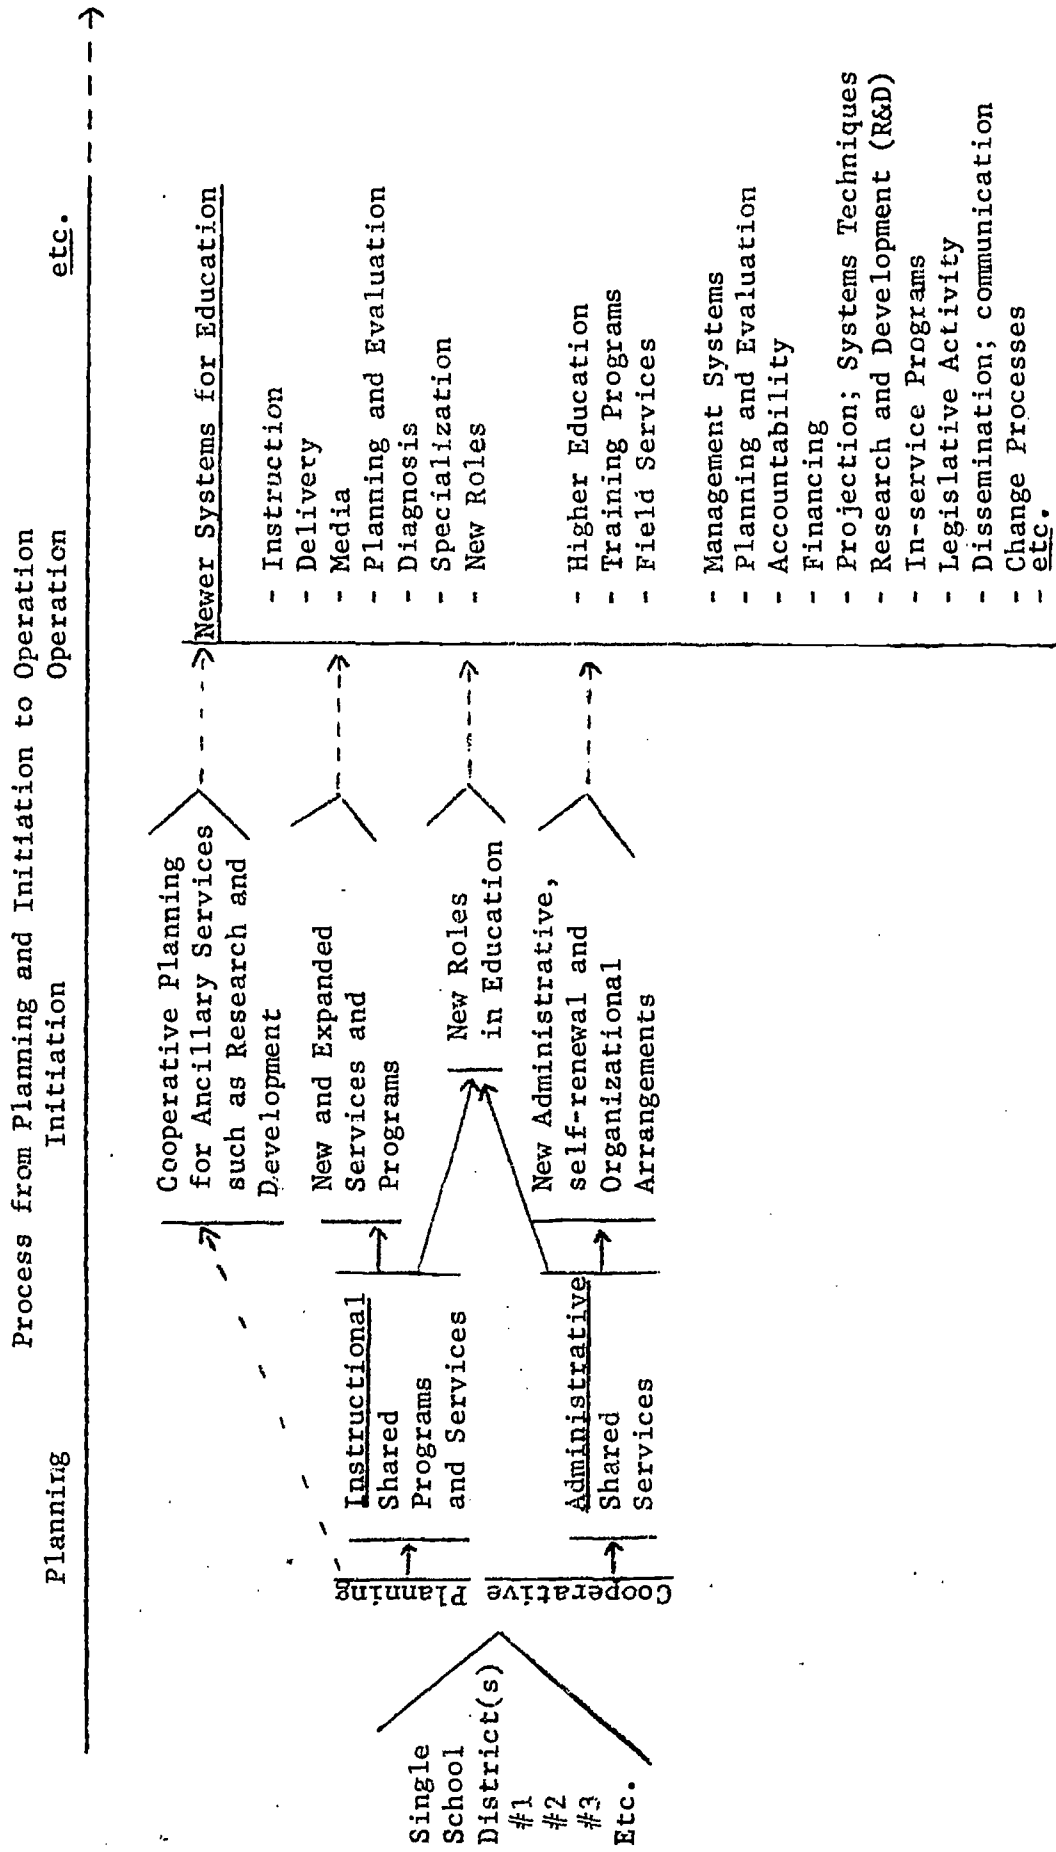 Process from Planning and Initiation to Operation
Planning
Initiation
Operation
etc.
Single
School
District(s)
#1
#2
#3
Etc.
Cooperative Planning
Instructional
Shared
Programs
and Services
Administrative
Shared
Services
Cooperative Planning
for Ancillary Services
such as Research and
Development
New and Expanded
Services and
Programs
New Roles
in Education
New Administrative,
self-renewal and
Organizational
Arrangements
Newer Systems for Education
- Instruction
- Delivery
- Media
- Planning and Evaluation
- Diagnosis
- Specialization
- New Roles
- Higher Education
- Training Programs
- Field Services
- Management Systems
- Planning and Evaluation
- Accountability
- Financing
- Projection; Systems Techniques
- Research and Development (R&D)
- In-service Programs
- Legislative Activity
- Dissemination; communication
- Change Processes
- etc.